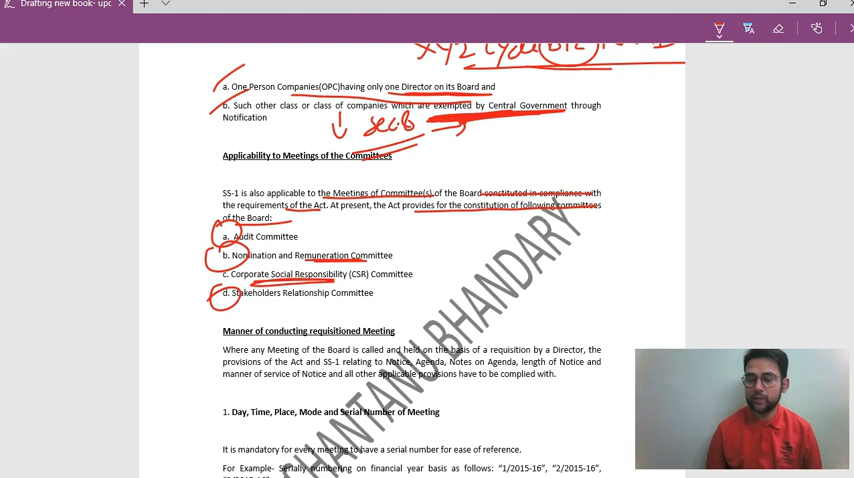 Drafting new book- upc
XYZ
a. One Person Companies(OPC)having only one Director on its Board and
b. Such other class or class of companies which are exempted by Central Government through
Notification
sec.8
Applicability to Meetings of the Committees
SS-1 is also applicable to the Meetings of Committee(s) of the Board constituted in compliance with
the requirements of the Act. At present, the Act provides for the constitution of following committees
of the Board:
a. Audit Committee
b. Nomination and Remuneration Committee
c. Corporate Social Responsibility (CSR) Committee
d. Stakeholders Relationship Committee
Manner of conducting requisitioned Meeting
Where any Meeting of the Board is called and held on the basis of a requisition by a Director, the
provisions of the Act and SS-1 relating to Notice, Agenda, Notes on Agenda, length of Notice and
manner of service of Notice and all other applicable provisions have to be complied with.
1. Day, Time, Place, Mode and Serial Number of Meeting
It is mandatory for every meeting to have a serial number for ease of reference.
For Example- Serially numbering on financial year basis as follows: “1/2015-16”, “2/2015-16”,
SHANTANU BHANDARY